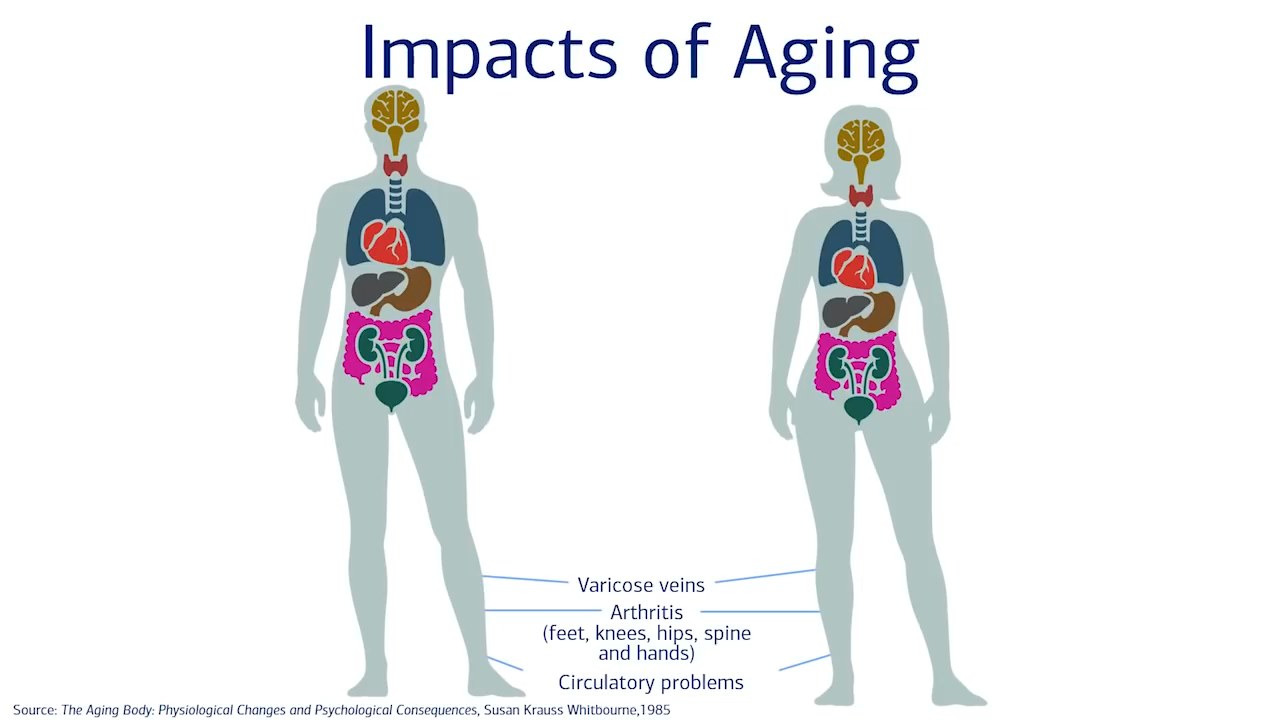 Impacts of Aging
Varicose veins
Arthritis
(feet, knees, hips, spine
and hands)
Circulatory problems
Source: The Aging Body: Physiological Changes and Psychological Consequences, Susan Krauss Whitbourne,1985